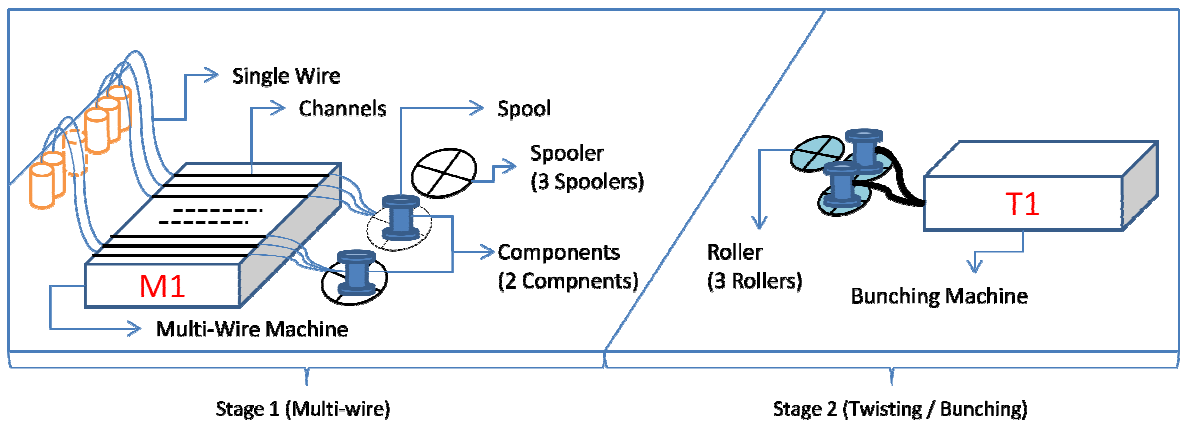 Single Wire
Channels
Spool
Spooler
(3 Spoolers)
Components
(2 Compnents)
M1
Multi-Wire Machine
Stage 1 (Multi-wire)
T1
Roller
(3 Rollers)
Bunching Machine
Stage 2 (Twisting / Bunching)